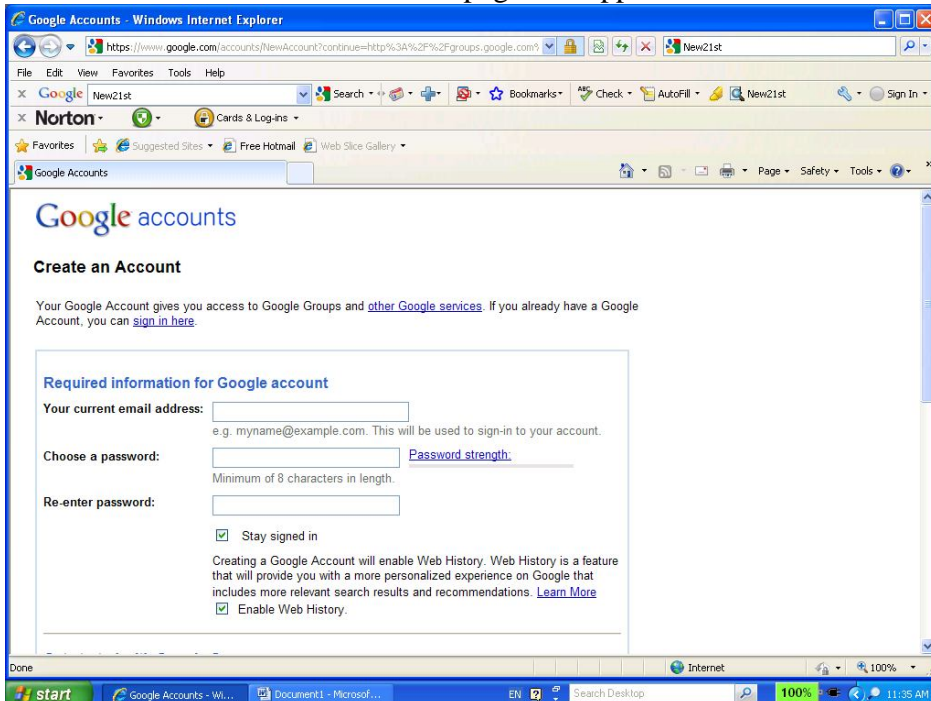 Google Accounts - Windows Internet Explorer
https://www.google.com/accounts/NewAccount?continue=http%3A%2F%2Fgroups.google.com% New21st
File Edit View Favorites Tools Help
x Google New21st Search Bookmarks Check AutoFill New21st Sign In
x Norton Cards & Log-ins
Favorites Suggested Sites Free Hotmail Web Slice Gallery
Google Accounts Page Safety Tools
Google accounts
Create an Account
Your Google Account gives you access to Google Groups and other Google services. If you already have a Google
Account, you can sign in here.
Required information for Google account
Your current email address:
e.g. myname@example.com. This will be used to sign-in to your account.
Choose a password: Password strength:
Minimum of 8 characters in length.
Re-enter password:
Stay signed in
Creating a Google Account will enable Web History. Web History is a feature
that will provide you with a more personalized experience on Google that
includes more relevant search results and recommendations. Learn More
Enable Web History.
Done Internet 100%
start Google Accounts - Wi... Document1 - Microsof... EN Search Desktop 100% 11:35 AM